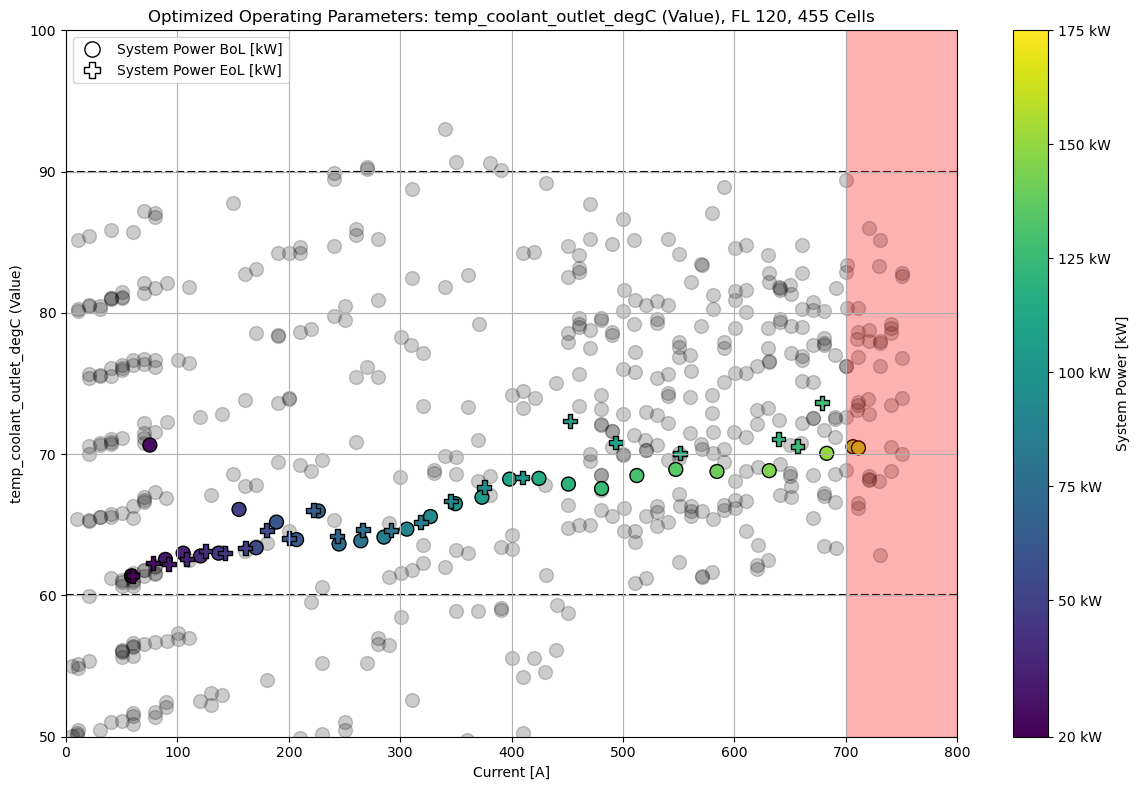 Optimized Operating Parameters: temp_coolant_outlet_degC (Value), FL 120, 455 Cells
System Power BoL [kW]
System Power EoL [kW]
temp_coolant_outlet_degC (Value)
100
90
80
70
60
50
0 100 200 300 400 500 600 700 800
Current [A]
175 kW
150 kW
125 kW
100 kW
75 kW
50 kW
20 kW
System Power [kW]